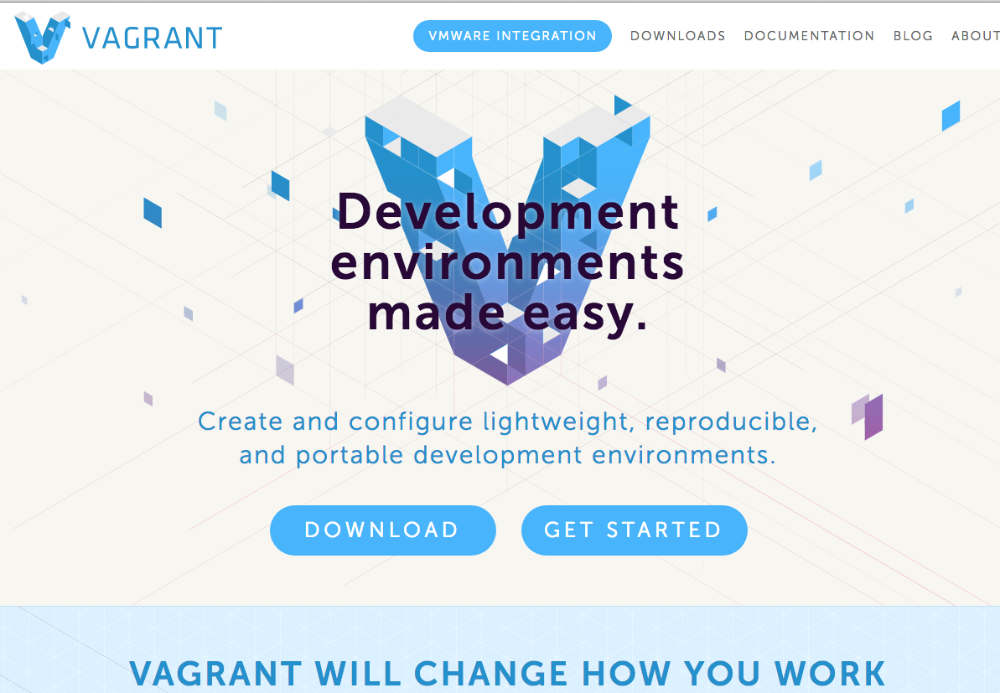 VAGRANT
VMWARE INTEGRATION
DOWNLOADS
DOCUMENTATION
BLOG
ABOUT
Development
environments
made easy.
Create and configure lightweight, reproducible,
and portable development environments.
DOWNLOAD
GET STARTED
VAGRANT WILL CHANGE HOW YOU WORK